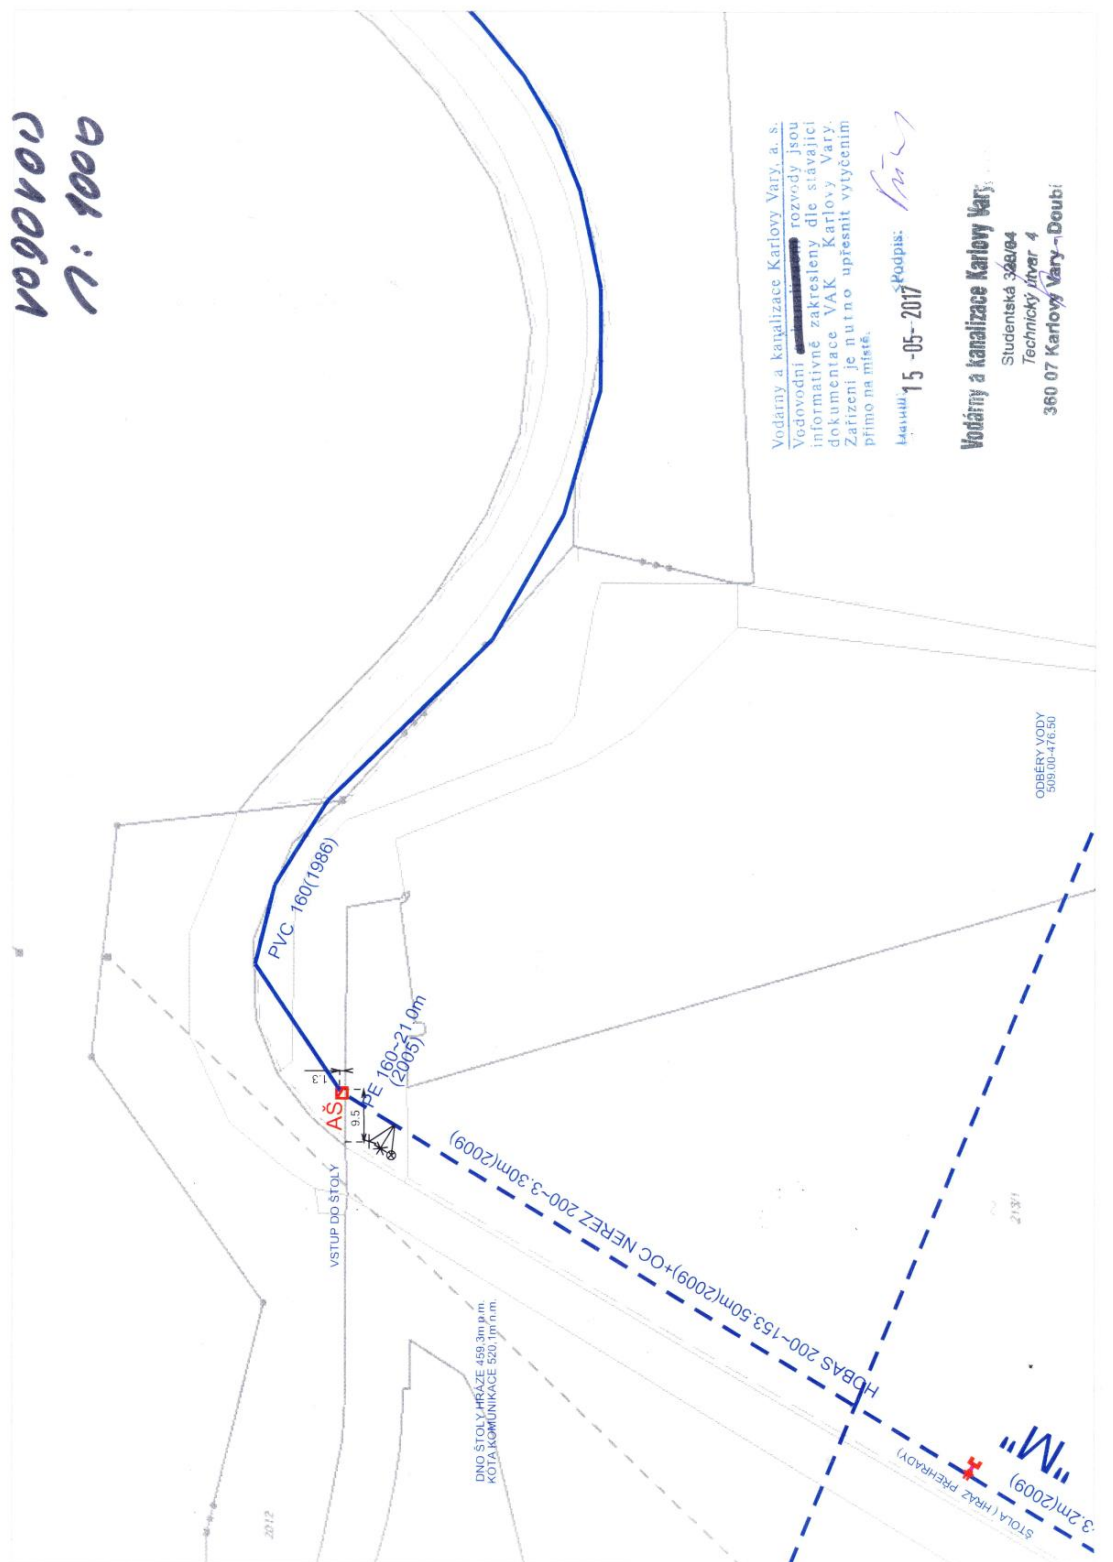 VODOVOD
1: 1000
Vodárny a kanalizace Karlovy Vary, a. s.
Vodovodní rozvody jsou
informativně zakresleny dle stávající
dokumentace VAK Karlovy Vary.
Zařízení je nutno upřesnit vytyčením
přímo na místě.
15 -05- 2017
Podpis:
Vodárny a kanalizace Karlovy Vary,
Studentská 328/64
Technický útvar 4
360 07 Karlovy Vary - Doubí
PVC 160(1986)
PE 160~21.0m
(2005)
1.3
9.5
AŠ
VSTUP DO ŠTOLY
HOBAS 200~153.50m(2009)+OC NEREZ 200~3.30m(2009)
DNO ŠTOLY HRÁZE 459,3m n.m.
KÓTA KOMUNIKACE 520,1m n.m.
ODBĚRY VODY
509.00-476.50
213/1
2012
ŠTOLA ( HRÁZ PŘEHRADY)
"M"
3.2m(2009)